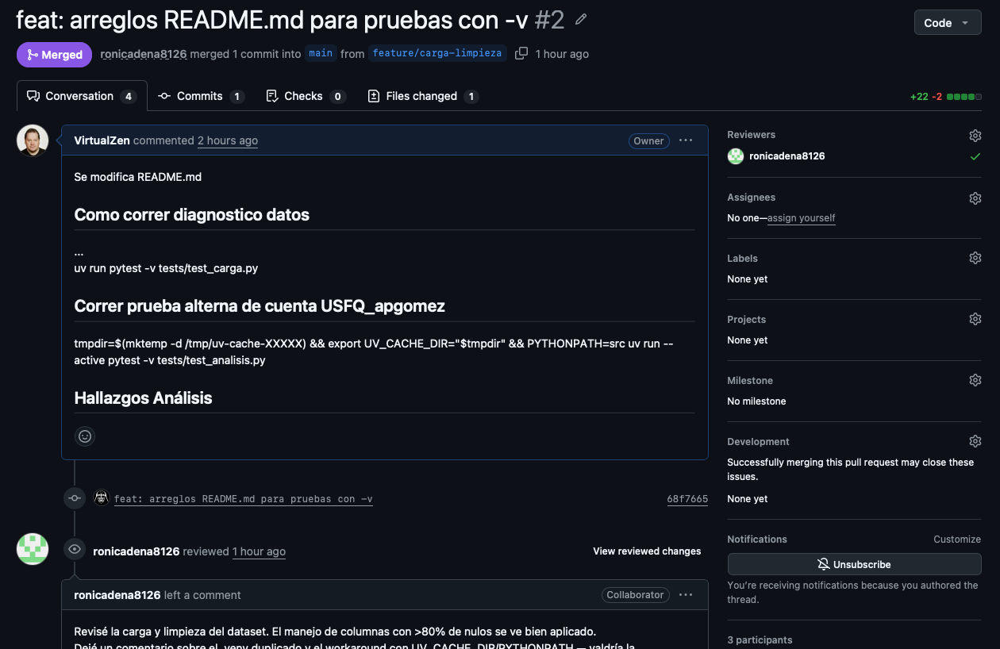 feat: arreglos README.md para pruebas con -v #2
Code
Merged
ronicadena8126 merged 1 commit into main from feature/carga-limpieza 1 hour ago
Conversation 4
Commits 1
Checks 0
Files changed 1
+22 -2
VirtualZen commented 2 hours ago
Owner
Se modifica README.md
Como correr diagnostico datos
...
uv run pytest -v tests/test_carga.py
Correr prueba alterna de cuenta USFQ_apgomez
tmpdir=$(mktemp -d /tmp/uv-cache-XXXXX) && export UV_CACHE_DIR="$tmpdir" && PYTHONPATH=src uv run --
active pytest -v tests/test_analisis.py
Hallazgos Análisis
feat: arreglos README.md para pruebas con -v
68f7665
ronicadena8126 reviewed 1 hour ago
View reviewed changes
ronicadena8126 left a comment
Collaborator
Revisé la carga y limpieza del dataset. El manejo de columnas con >80% de nulos se ve bien aplicado.
Dejé un comentario sobre el .venv duplicado y el workaround con UV_CACHE_DIR/PYTHONPATH — valdría la
Reviewers
ronicadena8126
Assignees
No one—assign yourself
Labels
None yet
Projects
None yet
Milestone
No milestone
Development
Successfully merging this pull request may close these
issues.
None yet
Notifications
Customize
Unsubscribe
You're receiving notifications because you authored the
thread.
3 participants